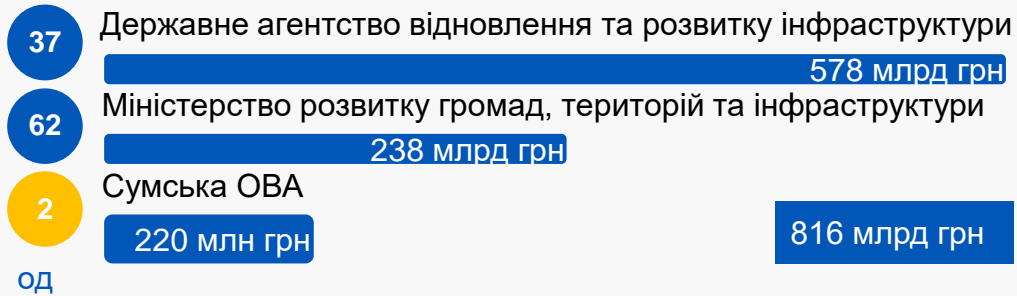 37 Державне агентство відновлення та розвитку інфраструктури
578 млрд грн
62 Міністерство розвитку громад, територій та інфраструктури
238 млрд грн
2 Сумська ОВА
220 млн грн
816 млрд грн
од